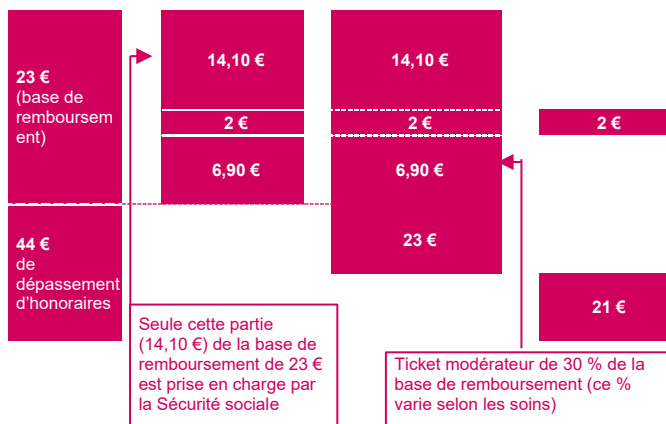 23 €
(base de
remboursem
ent)
14,10 €
14,10 €
2 €
2 €
2 €
6,90 €
6,90 €
23 €
44 €
de
dépassement
d'honoraires
21 €
Seule cette partie
(14,10 €) de la base de
remboursement de 23 €
est prise en charge par
la Sécurité sociale
Ticket modérateur de 30 % de la
base de remboursement (ce %
varie selon les soins)